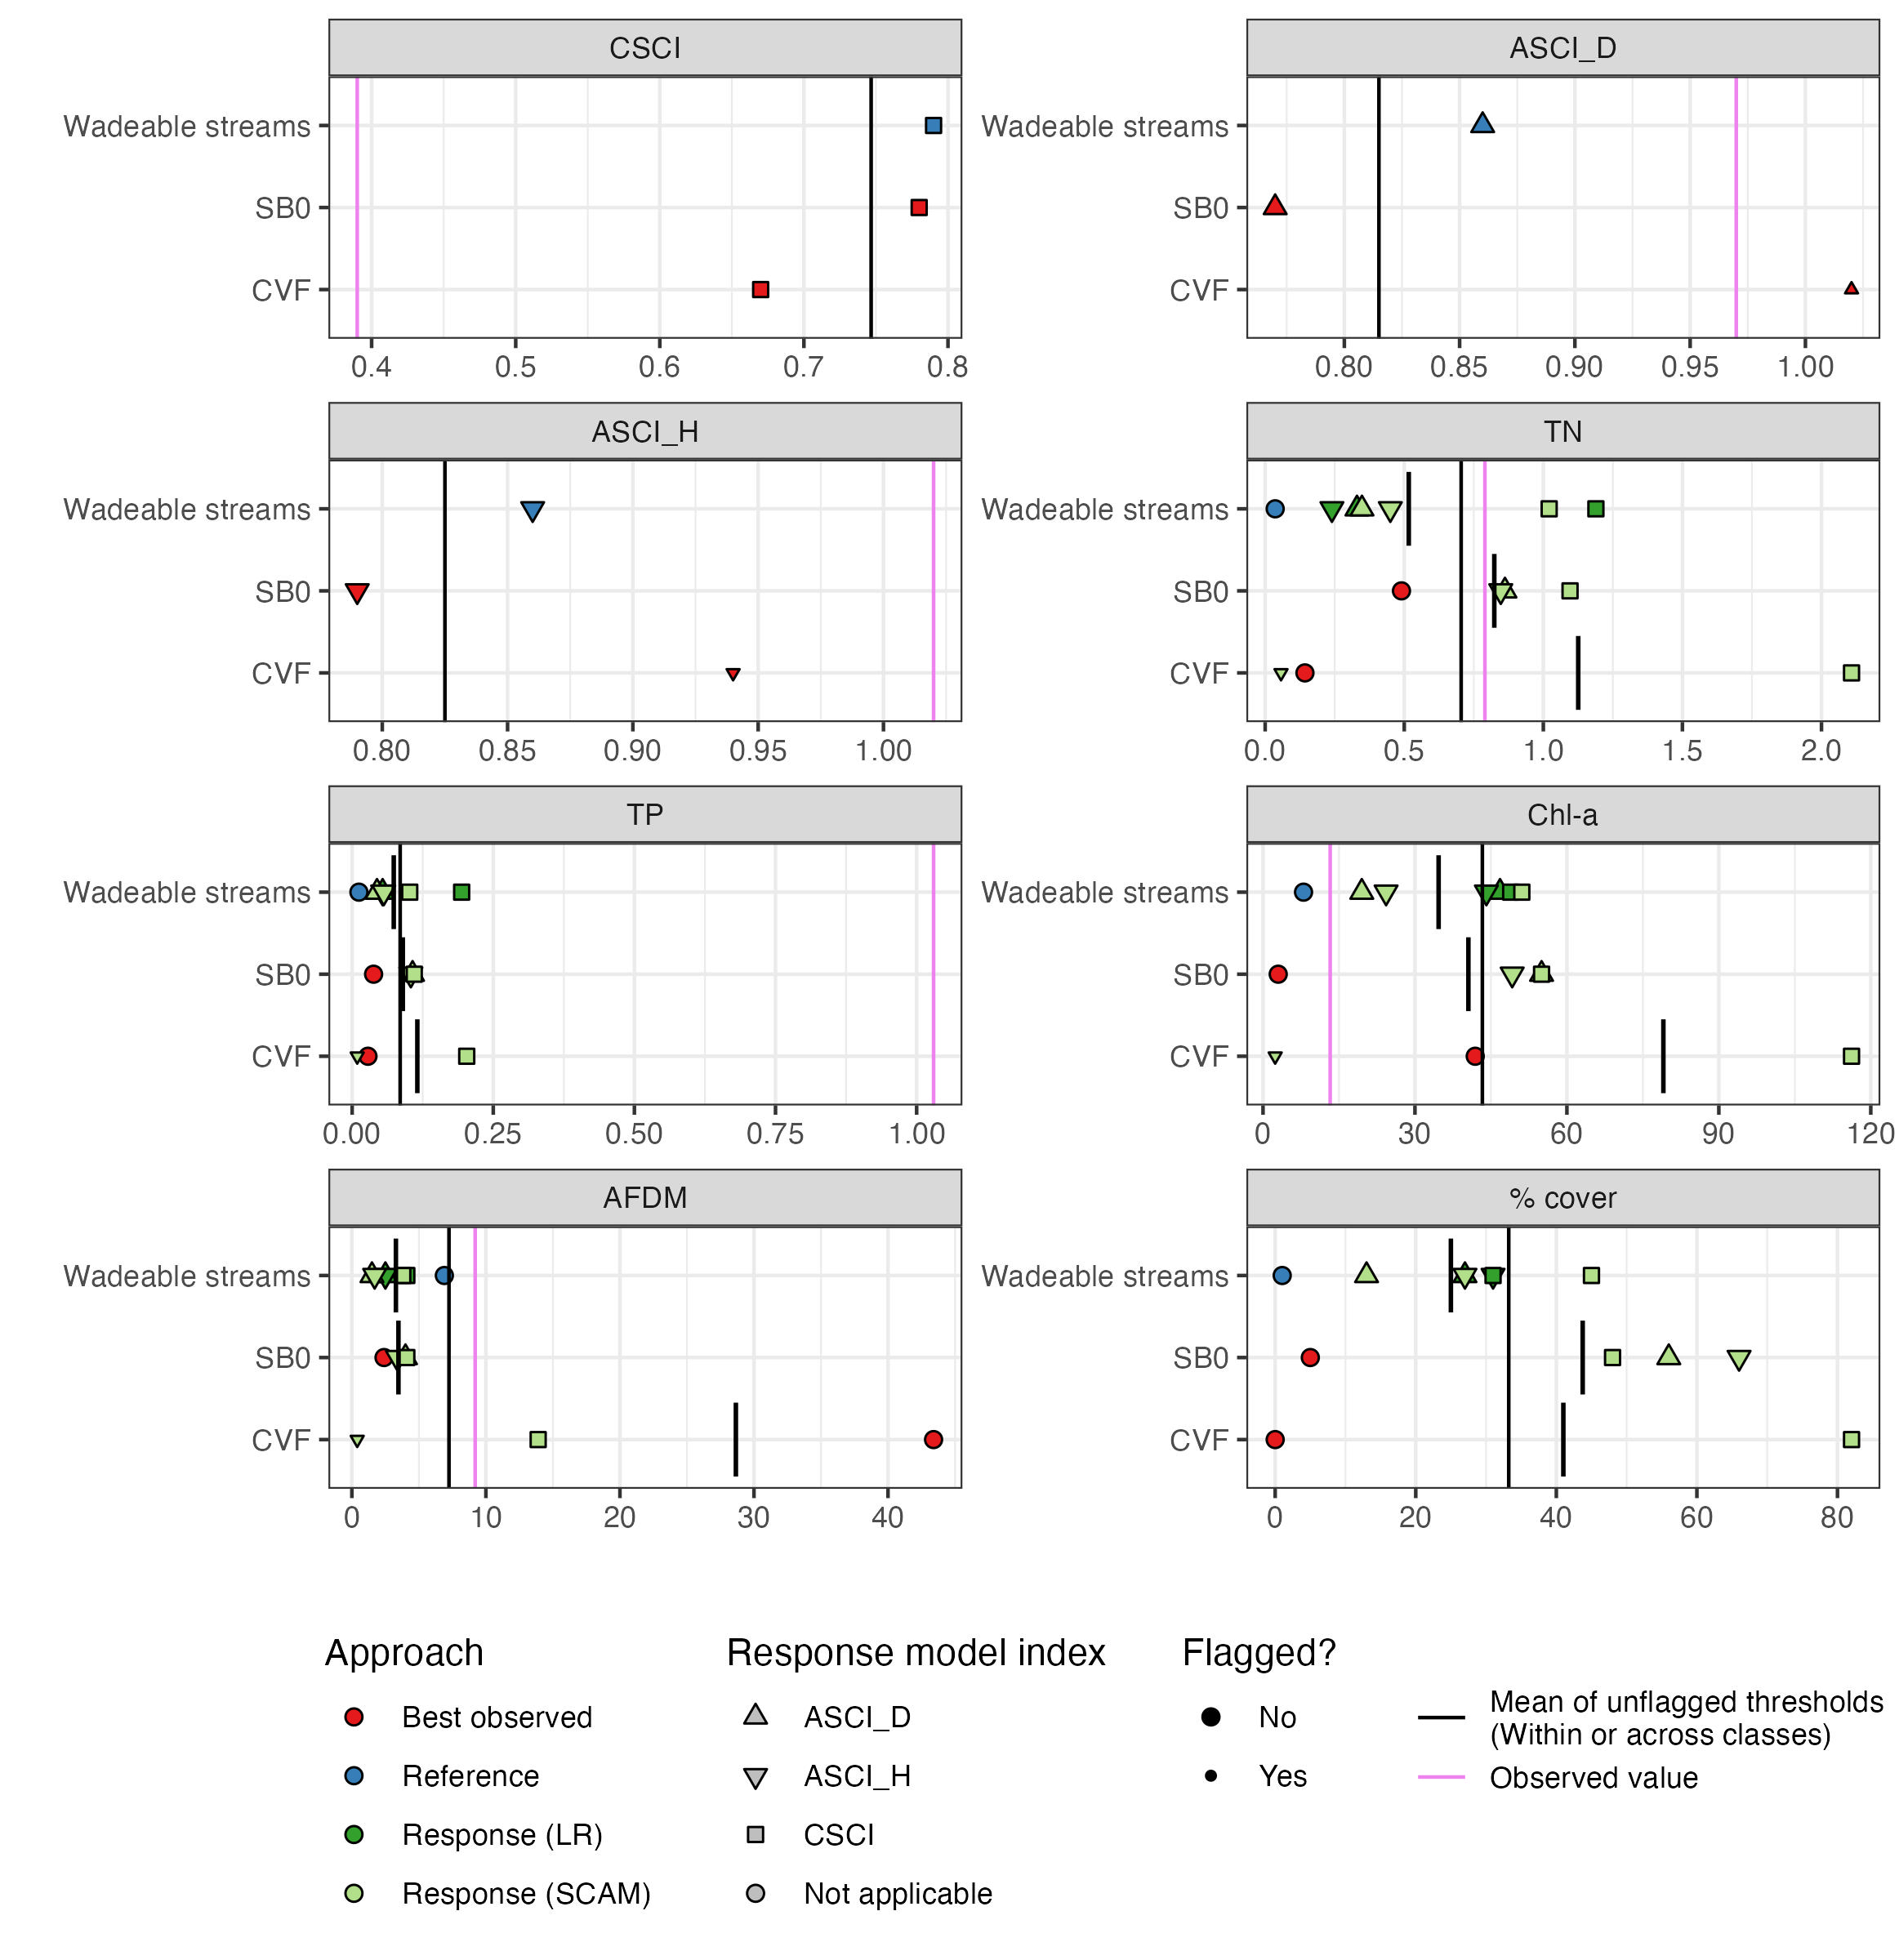 CSCI
ASCI_D
Wadeable streams
SB0
CVF
0.4 0.5 0.6 0.7 0.8
Wadeable streams
SB0
CVF
0.80 0.85 0.90 0.95 1.00
ASCI_H
TN
Wadeable streams
SB0
CVF
0.80 0.85 0.90 0.95 1.00
Wadeable streams
SB0
CVF
0.0 0.5 1.0 1.5 2.0
TP
Chl-a
Wadeable streams
SB0
CVF
0.00 0.25 0.50 0.75 1.00
Wadeable streams
SB0
CVF
0 30 60 90 120
AFDM
% cover
Wadeable streams
SB0
CVF
0 10 20 30 40
Wadeable streams
SB0
CVF
0 20 40 60 80
Approach
Best observed
Reference
Response (LR)
Response (SCAM)
Response model index
ASCI_D
ASCI_H
CSCI
Not applicable
Flagged?
No
Yes
Mean of unflagged thresholds
(Within or across classes)
Observed value